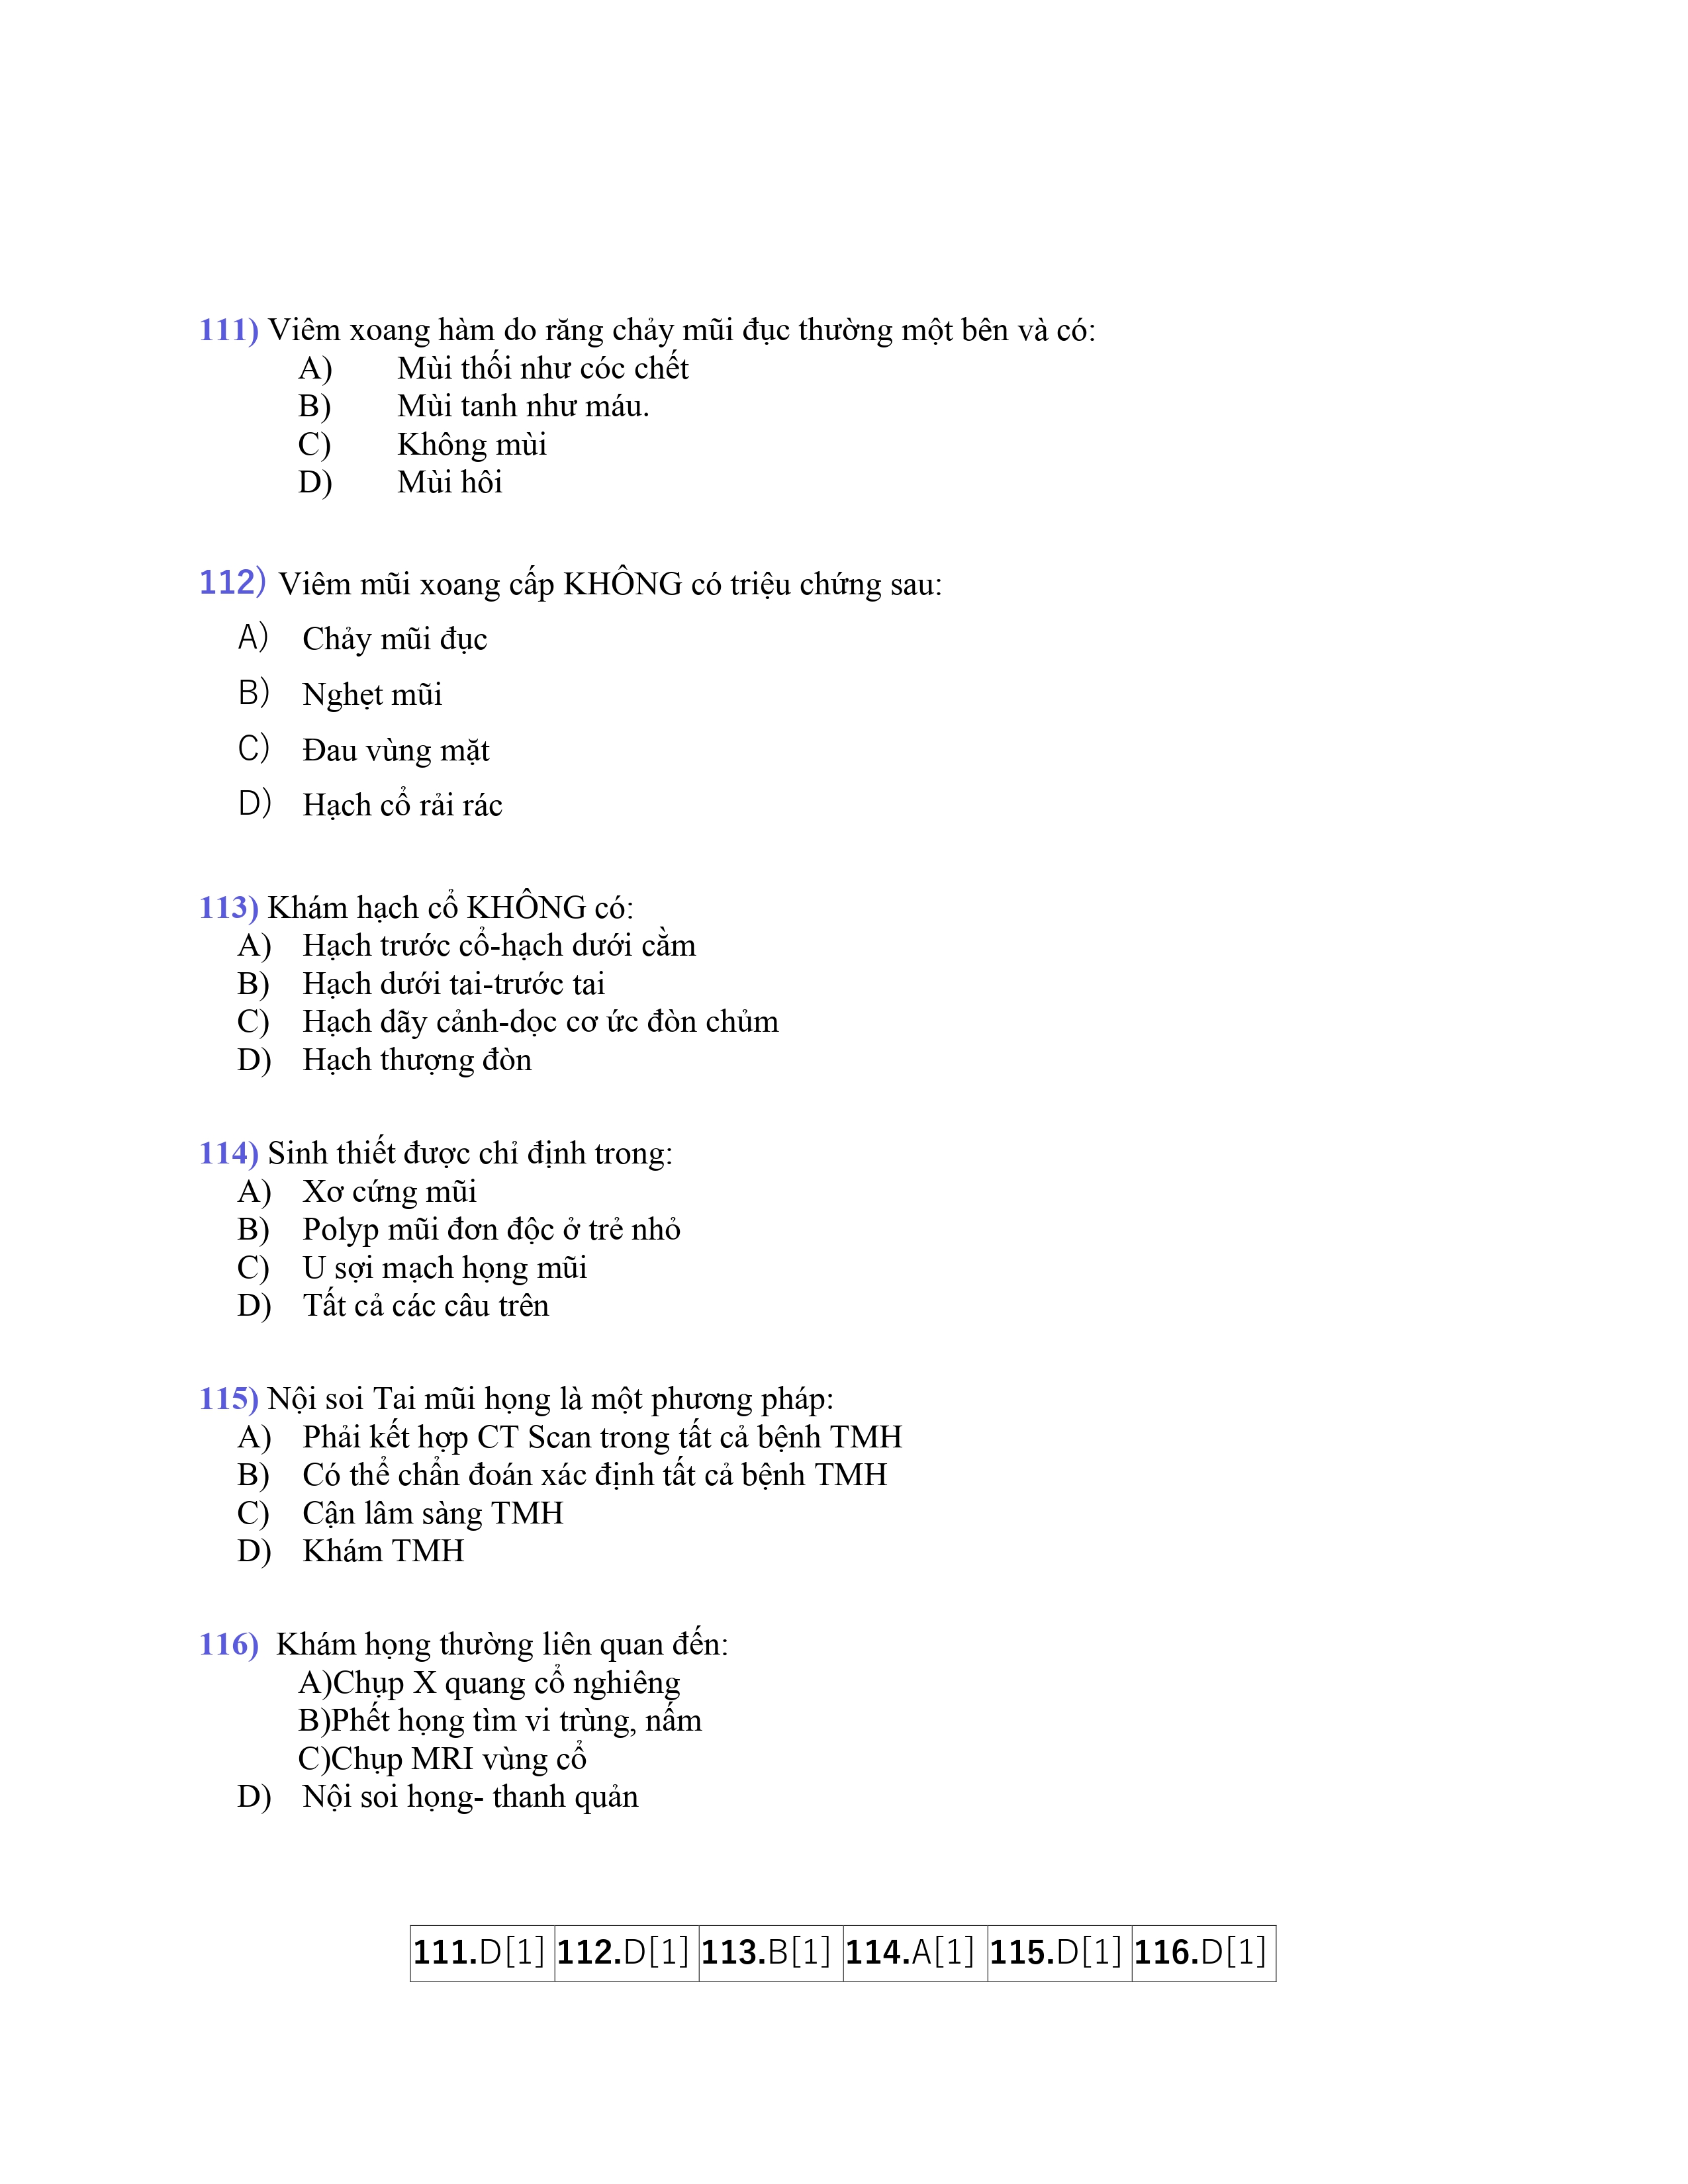 111) Viêm xoang hàm do răng chảy mũi đục thường một bên và có:
A) Mùi thối như cóc chết
B) Mùi tanh như máu.
C) Không mùi
D) Mùi hôi
112) Viêm mũi xoang cấp KHÔNG có triệu chứng sau:
A) Chảy mũi đục
B) Nghẹt mũi
C) Đau vùng mặt
D) Hạch cổ rải rác
113) Khám hạch cổ KHÔNG có:
A) Hạch trước cổ-hạch dưới cằm
B) Hạch dưới tai-trước tai
C) Hạch dãy cảnh-dọc cơ ức đòn chủm
D) Hạch thượng đòn
114) Sinh thiết được chỉ định trong:
A) Xơ cứng mũi
B) Polyp mũi đơn độc ở trẻ nhỏ
C) U sợi mạch họng mũi
D) Tất cả các câu trên
115) Nội soi Tai mũi họng là một phương pháp:
A) Phải kết hợp CT Scan trong tất cả bệnh TMH
B) Có thể chẩn đoán xác định tất cả bệnh TMH
C) Cận lâm sàng TMH
D) Khám TMH
116) Khám họng thường liên quan đến:
A)Chụp X quang cổ nghiêng
B)Phết họng tìm vi trùng, nấm
C)Chụp MRI vùng cổ
D) Nội soi họng- thanh quản
111.D[1] 112.D[1] 113.B[1] 114.A[1] 115.D[1] 116.D[1]